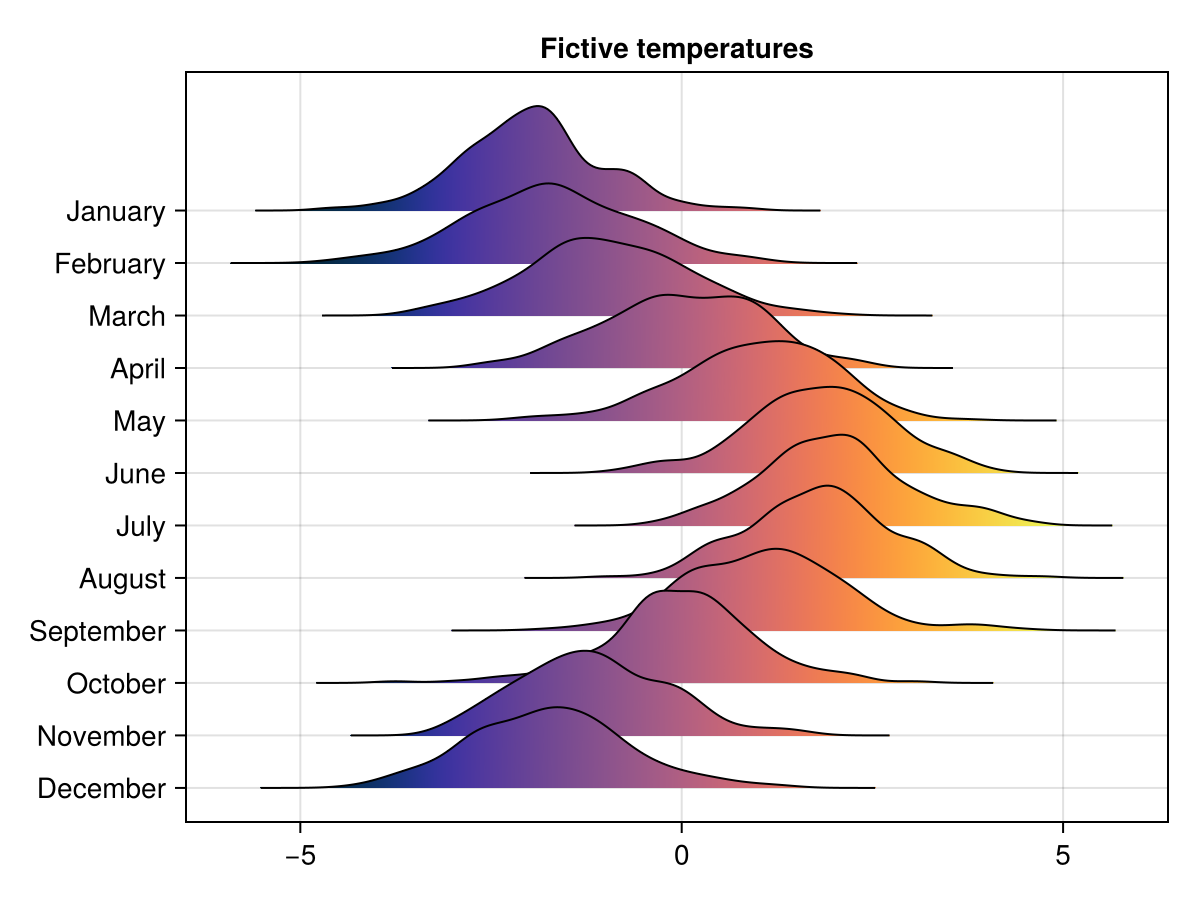 Fictive temperatures
January
February
March
April
May
June
July
August
September
October
November
December
−5 0 5